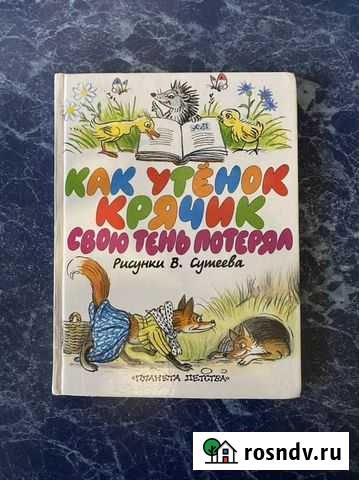 КАК УТЁНОК
КРЯЧИК
СВОЮ ТЕНЬ ПОТЕРЯЛ
Рисунки В. Сутеева
«ПЛАНЕТА ДЕТСТВА»
rosndv.ru